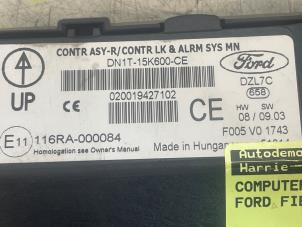 CONTR ASY-R/CONTR LK & ALRM SYS MN
DN1T-15K600-CE
Ford
DZL7C
658
UP
020019427102
CE
CE
HW SW
08 / 09.03
F005 V0 1743
E11 116RA-000084
Homologation see Owner's Manual
Made in Hungary
Autodemo
Harrie
COMPUTER
FORD FIE